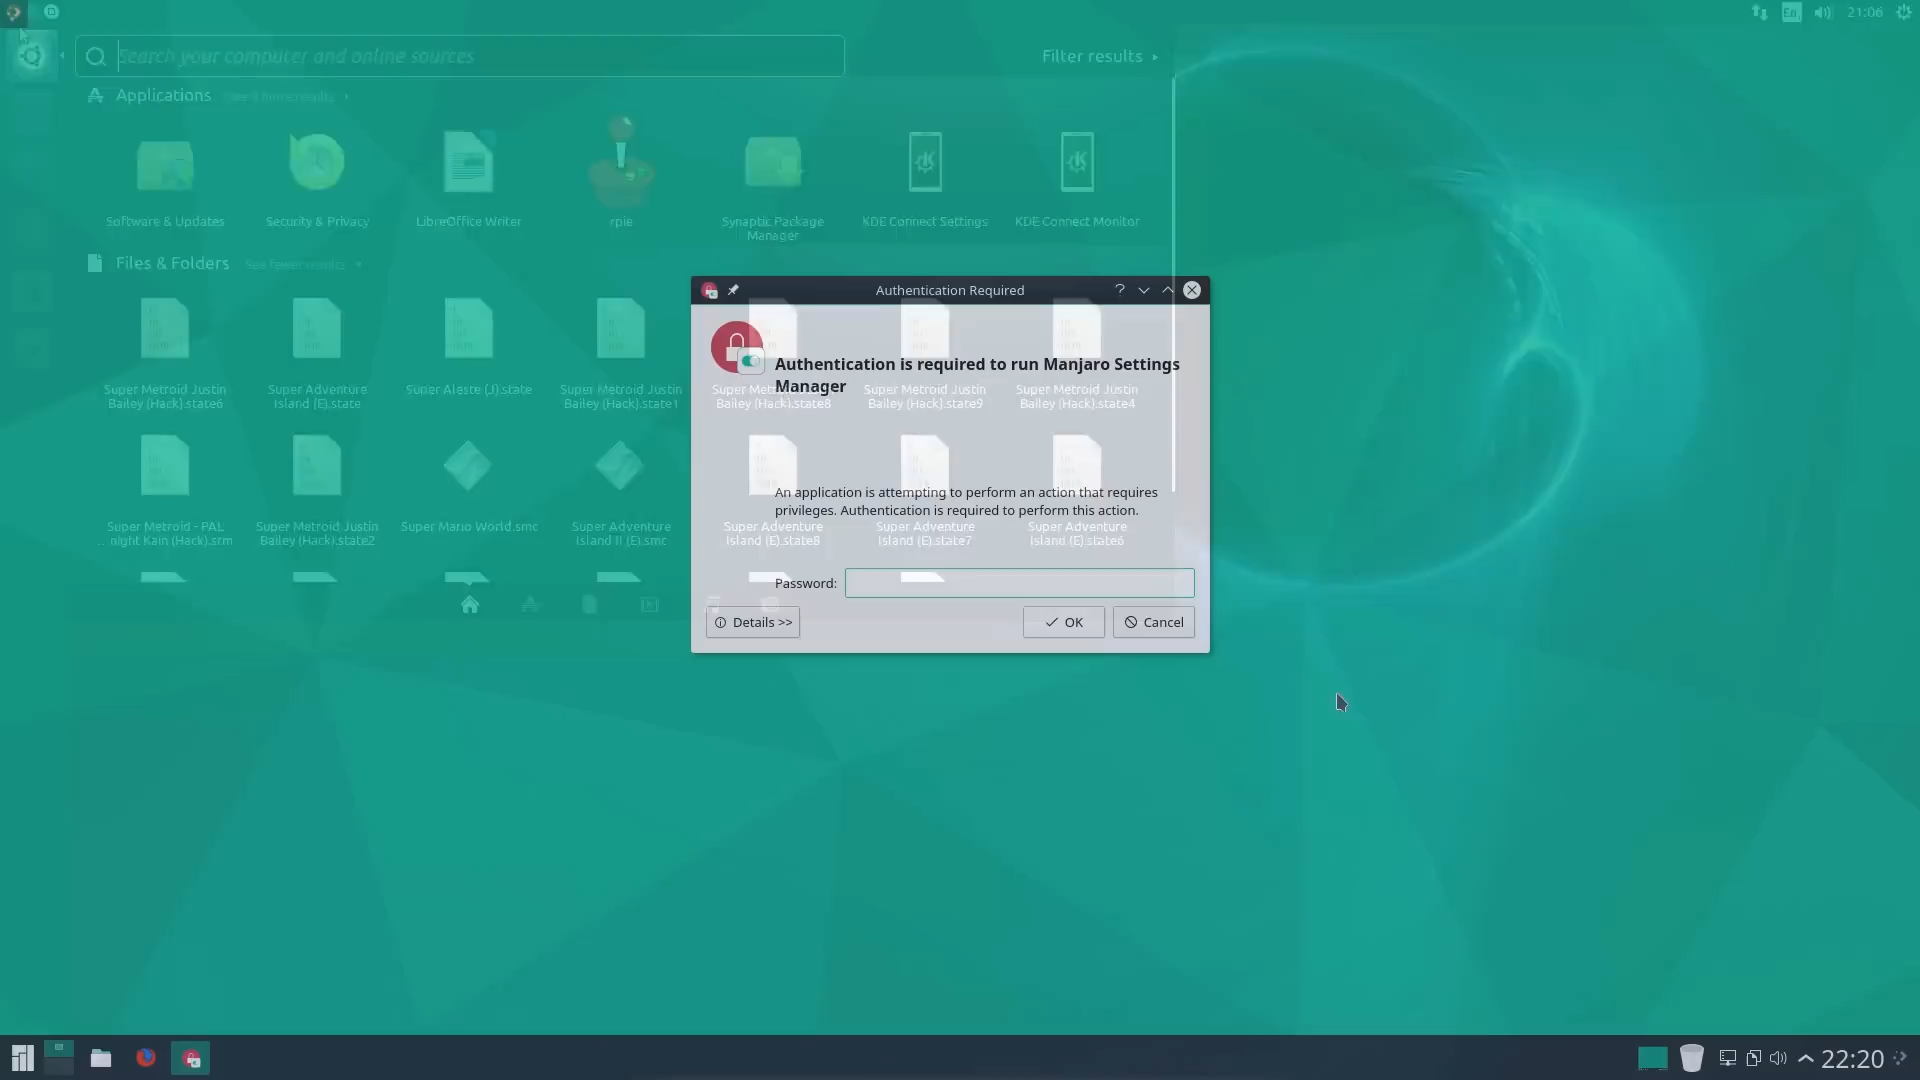 En
21:06
Search your computer and online sources
Filter results
Applications
Software & Updates
Security & Privacy
LibreOffice Writer
rpie
Synaptic Package
Manager
KDE Connect Settings
KDE Connect Monitor
Files & Folders
See fewer results
Authentication Required
Authentication is required to run Manjaro Settings
Manager
Super Metroid Justin
Bailey (Hack).state6
Super Adventure
Island (E).state
Super Aleste (J).state
Super Metroid Justin
Bailey (Hack).state1
Bailey (Hack).state8
Super Metroid Justin
Bailey (Hack).state9
Super Metroid Justin
Bailey (Hack).state4
An application is attempting to perform an action that requires
privileges. Authentication is required to perform this action.
Super Metroid - PAL
... night Kain (Hack).srm
Super Metroid Justin
Bailey (Hack).state2
Super Mario World.smc
Super Adventure
Island II (E).smc
Super Adventure
Island (E).state8
Super Adventure
Island (E).state7
Super Adventure
Island (E).state6
Password:
Details >>
OK
Cancel
22:20